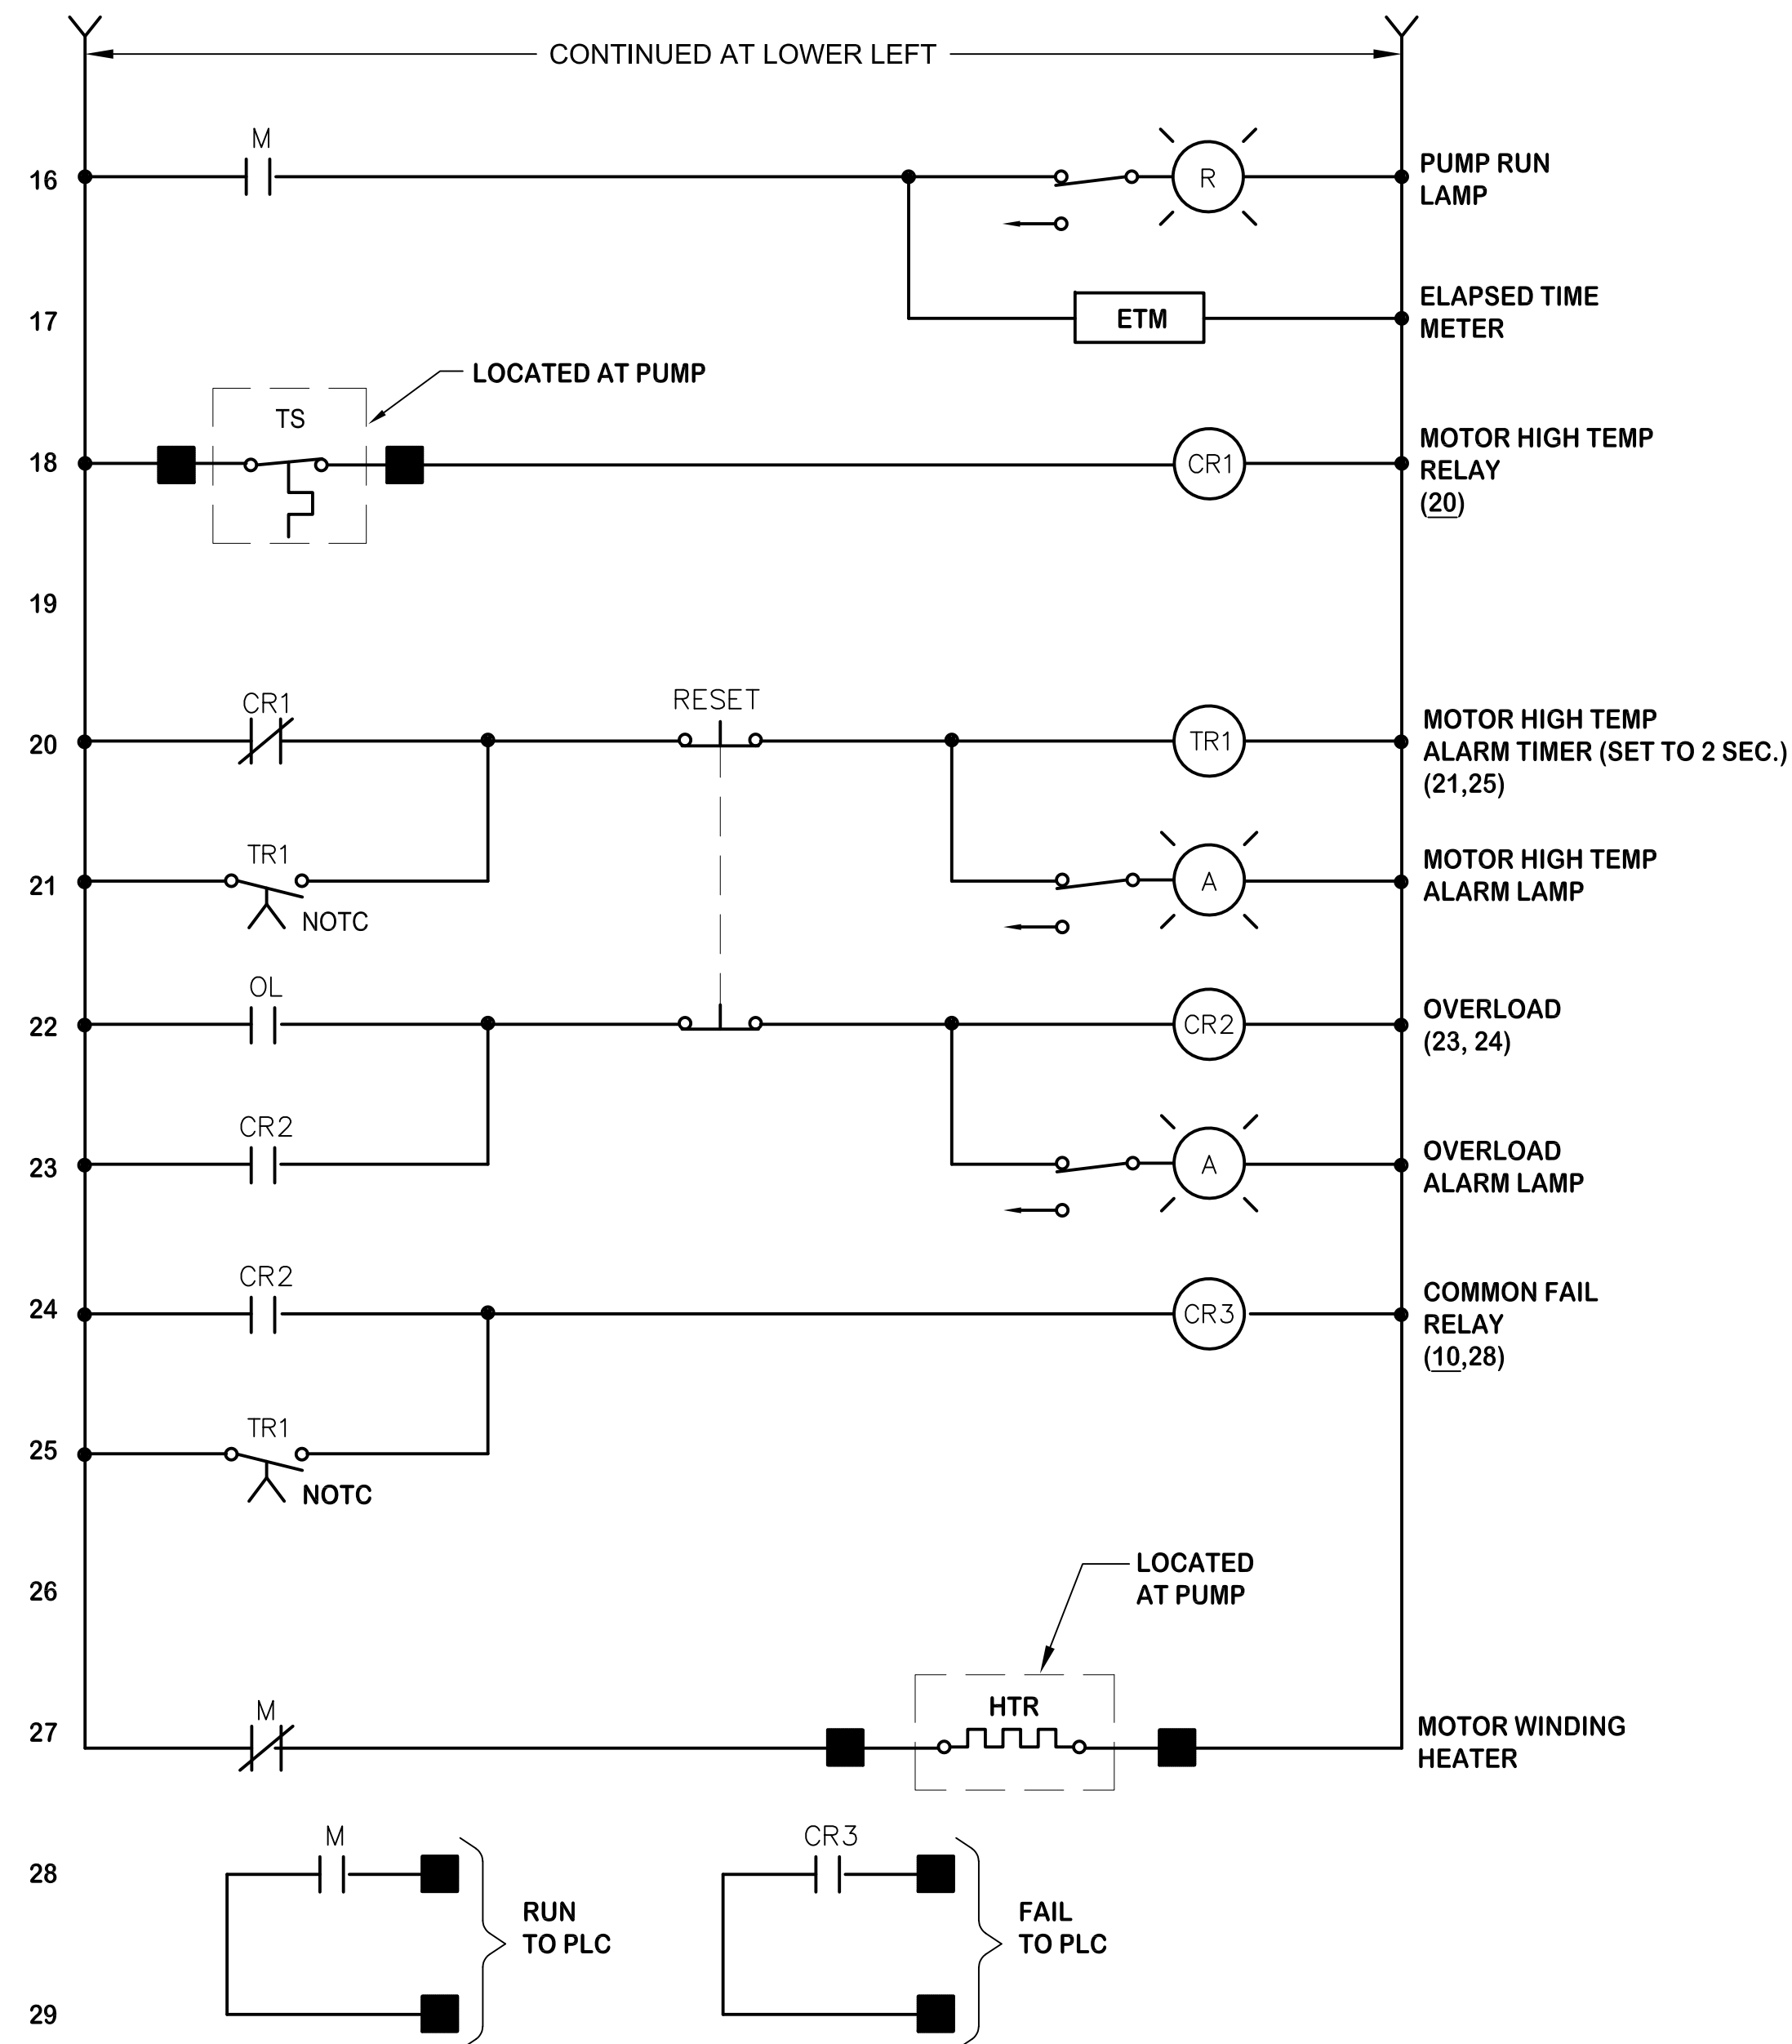 CONTINUED AT LOWER LEFT
M
16
R
PUMP RUN
LAMP
17
ETM
ELAPSED TIME
METER
LOCATED AT PUMP
TS
18
CR1
MOTOR HIGH TEMP
RELAY
(20)
19
CR1
RESET
20
TR1
MOTOR HIGH TEMP
ALARM TIMER (SET TO 2 SEC.)
(21,25)
TR1
21
NOTC
A
MOTOR HIGH TEMP
ALARM LAMP
OL
22
CR2
OVERLOAD
(23, 24)
CR2
23
A
OVERLOAD
ALARM LAMP
CR2
24
CR3
COMMON FAIL
RELAY
(10,28)
TR1
25
NOTC
26
LOCATED
AT PUMP
M
27
HTR
MOTOR WINDING
HEATER
M
CR3
28
RUN
TO PLC
FAIL
TO PLC
29